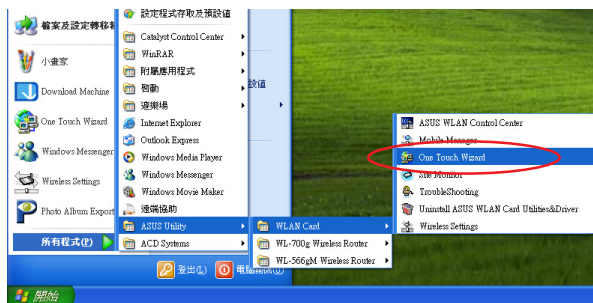 檔案及設定轉移
小畫家
Download Machine
One Touch Wizard
Windows Messenger
Wireless Settings
Photo Album Export
所有程式(P)
設定程式存取及預設值
Catalyst Control Center
WinRAR
附屬應用程式
啟動
遊樂場
Internet Explorer
Outlook Express
Windows Media Player
Windows Messenger
Windows Movie Maker
遠端協助
ASUS Utility
ACD Systems
設值
WLAN Card
WL-700g Wireless Router
WL-566gM Wireless Router
ASUS WLAN Control Center
Mobile Manager
One Touch Wizard
Site Monitor
TroubleShooting
Uninstall ASUS WLAN Card Utilities&Driver
Wireless Settings
登出(L)
電腦關機(U)
開始